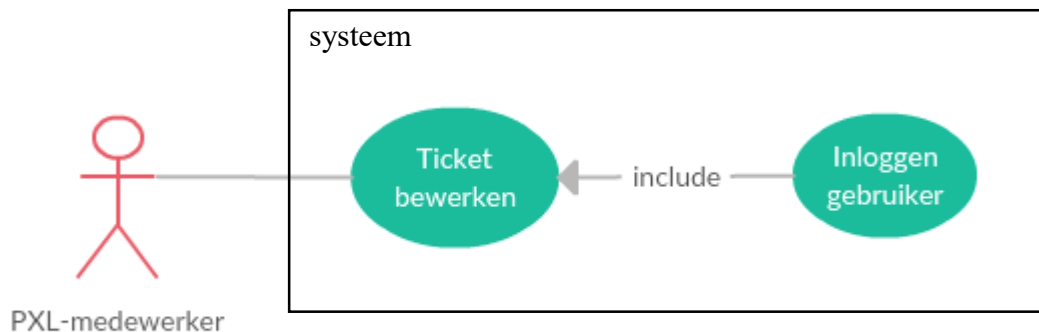 systeem
Ticket
bewerken
include
Inloggen
gebruiker
PXL-medewerker